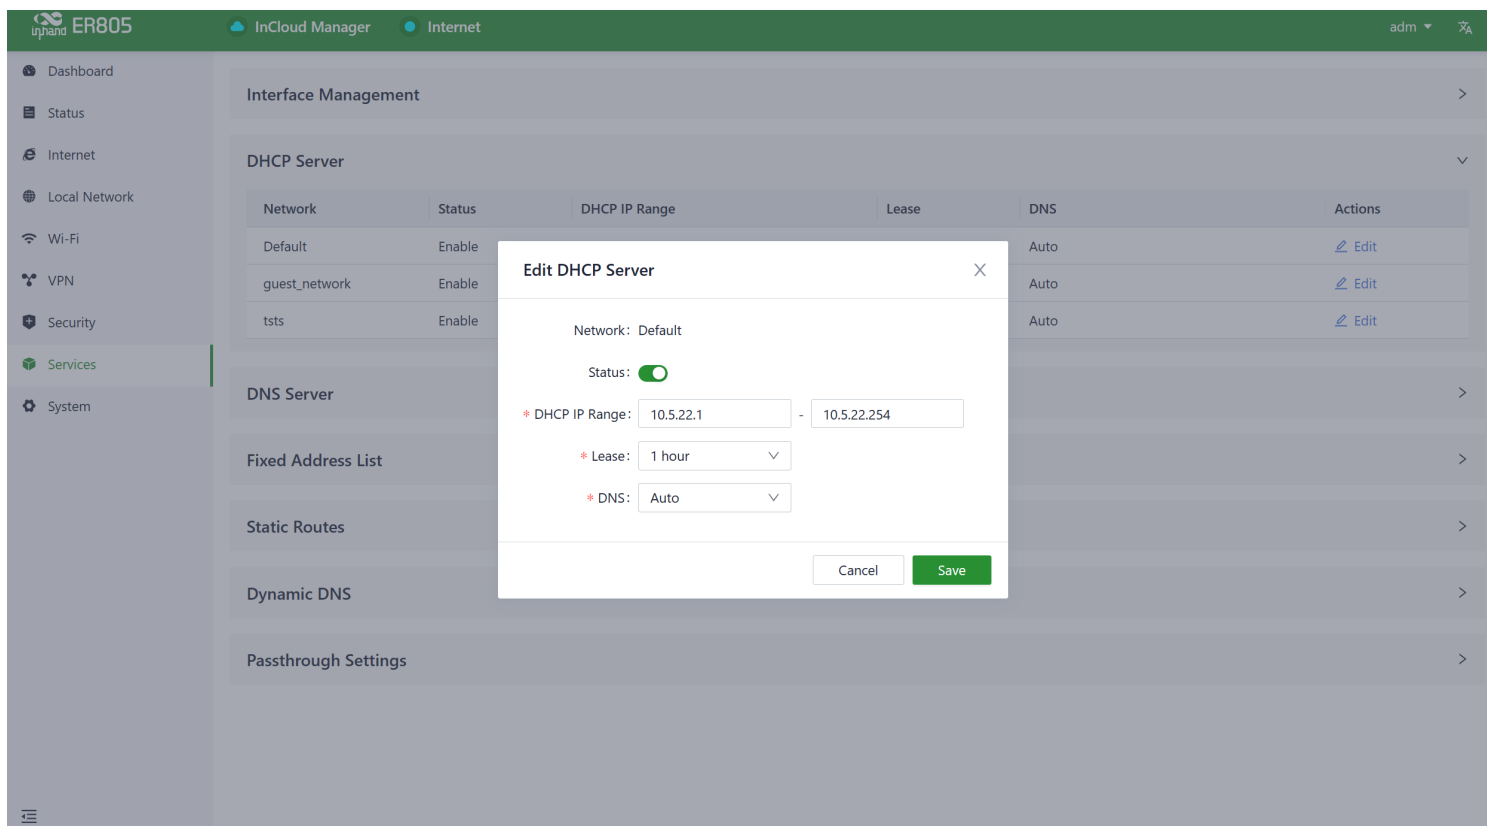 inhand ER805 InCloud Manager Internet adm
Dashboard
Status
Internet
Local Network
Wi-Fi
VPN
Security
Services
System
Interface Management
DHCP Server
Network Status DHCP IP Range Lease DNS Actions
Default Enable Auto Edit
guest_network Enable Auto Edit
tsts Enable Auto Edit
DNS Server
Fixed Address List
Static Routes
Dynamic DNS
Passthrough Settings
Edit DHCP Server
Network: Default
Status:
* DHCP IP Range: 10.5.22.1 - 10.5.22.254
* Lease: 1 hour
* DNS: Auto
Cancel Save